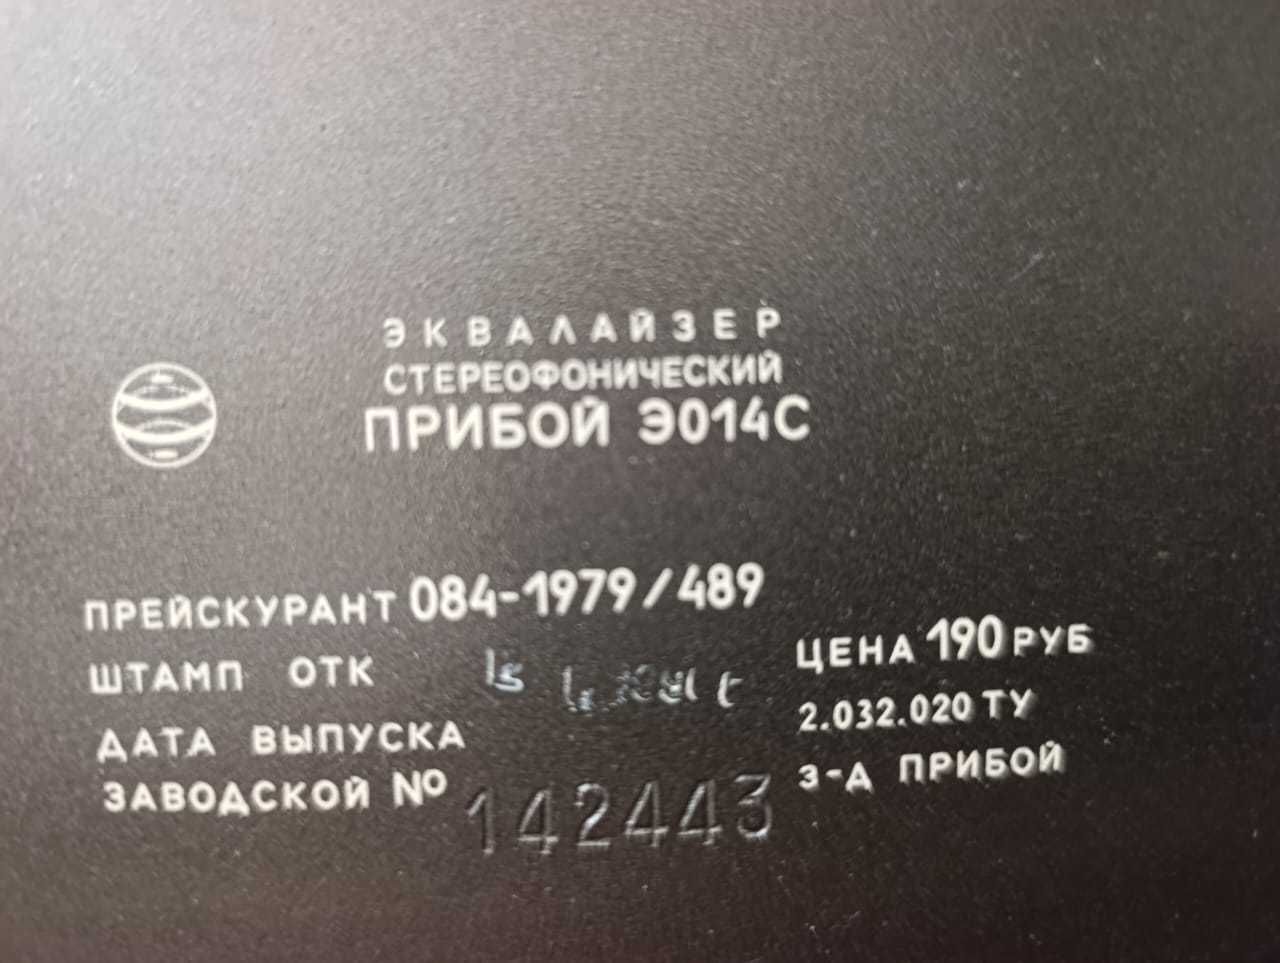 ЭКВАЛАЙЗЕР
СТЕРЕОФОНИЧЕСКИЙ
ПРИБОЙ Э014С
ПРЕЙСКУРАНТ 084-1979/489
ШТАМП ОТК
ДАТА ВЫПУСКА
ЗАВОДСКОЙ № 142443
ЦЕНА 190 РУБ
2.032.020 ТУ
З-Д ПРИБОЙ